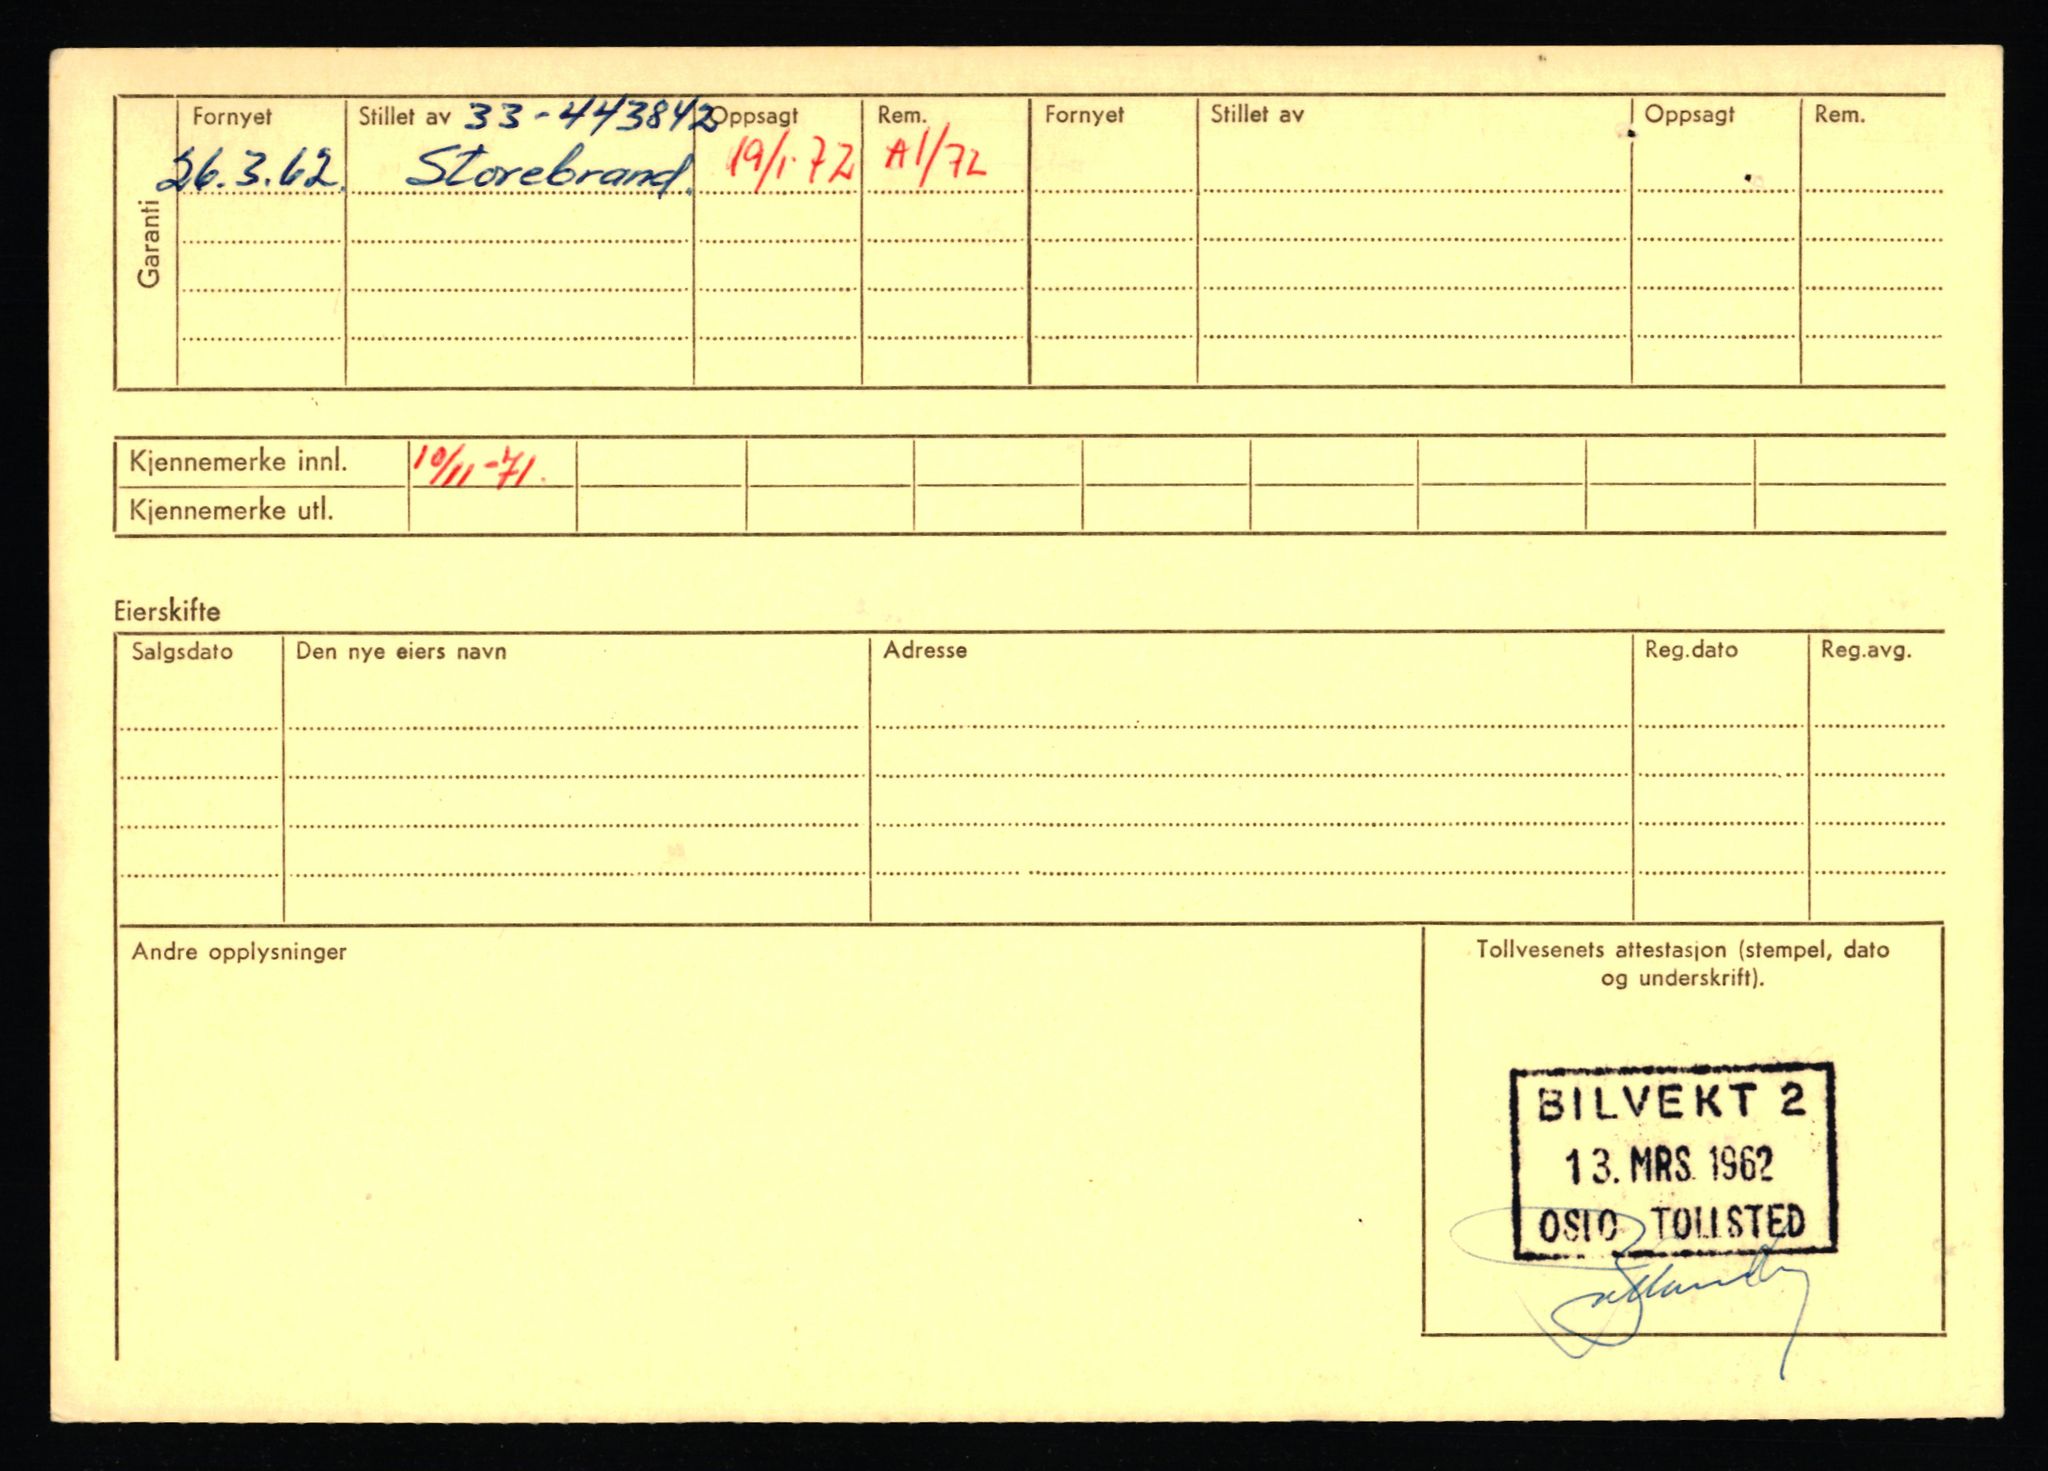 Garanti
Fornyet Stillet av 33-443842 Oppsagt Rem. Fornyet Stillet av Oppsagt Rem.
26.3.62. Storebrand. 19/1-72 A1/72
Kjennemerke innl. 10/11-71.
Kjennemerke utl.
Eierskifte
Salgsdato Den nye eiers navn Adresse Reg.dato Reg.avg.
Andre opplysninger
Tollvesenets attestasjon (stempel, dato
og underskrift).
BILVEKT 2
13. MRS. 1962
OSLO TOLLSTED